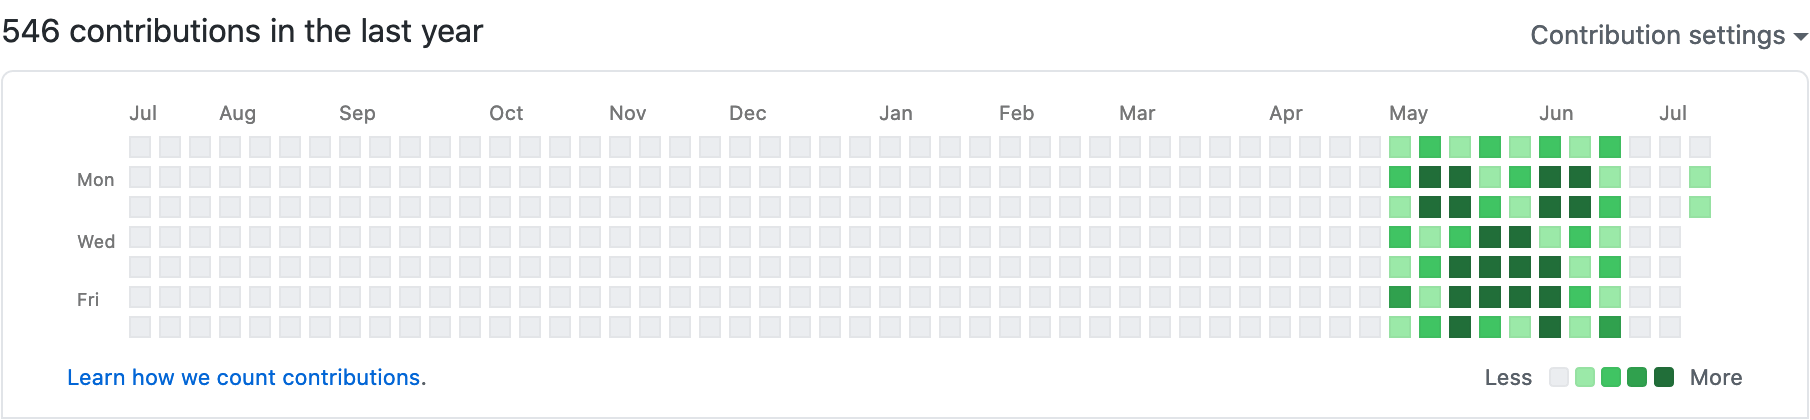 546 contributions in the last year
Contribution settings
Jul Aug Sep Oct Nov Dec Jan Feb Mar Apr May Jun Jul
Mon
Wed
Fri
Learn how we count contributions.
Less More